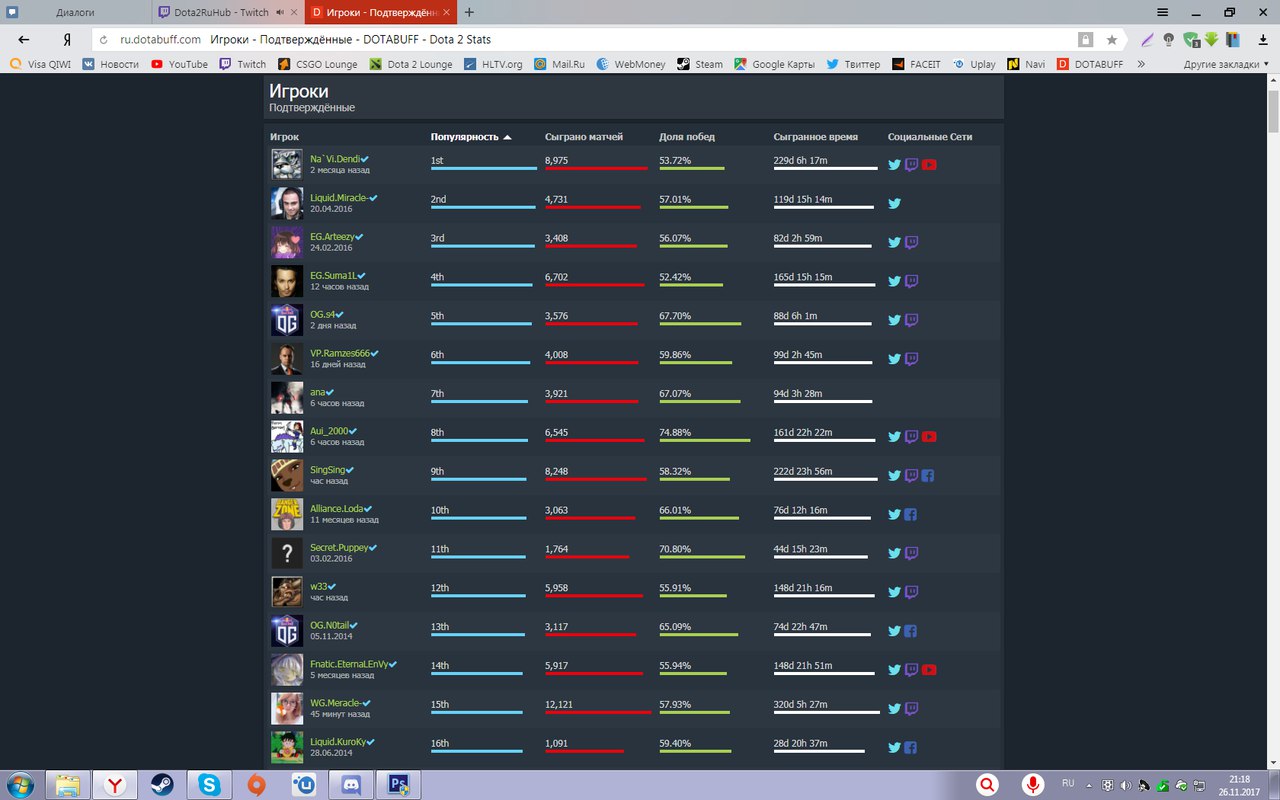 Диалоги
Dota2RuHub - Twitch
Игроки - Подтверждённ
Я
ru.dotabuff.com Игроки - Подтверждённые - DOTABUFF - Dota 2 Stats
3
Visa QIWI Новости YouTube Twitch CSGO Lounge Dota 2 Lounge HLTV.org Mail.Ru WebMoney Steam Google Карты Твиттер FACEIT Uplay Navi DOTABUFF » Другие закладки
Игроки
Подтверждённые
Игрок Популярность Сыграно матчей Доля побед Сыгранное время Социальные Сети
Na`Vi.Dendi 1st 8,975 53.72% 229d 6h 17m
2 месяца назад
Liquid.Miracle- 2nd 4,731 57.01% 119d 15h 14m
20.04.2016
EG.Arteezy 3rd 3,408 56.07% 82d 2h 59m
24.02.2016
EG.Suma1L 4th 6,702 52.42% 165d 15h 15m
12 часов назад
OG.s4 5th 3,576 67.70% 88d 6h 1m
2 дня назад
VP.Ramzes666 6th 4,008 59.86% 99d 2h 45m
16 дней назад
ana 7th 3,921 67.07% 94d 3h 28m
6 часов назад
Aui_2000 8th 6,545 74.88% 161d 22h 22m
6 часов назад
SingSing 9th 8,248 58.32% 222d 23h 56m
час назад
Alliance.Loda 10th 3,063 66.01% 76d 12h 16m
11 месяцев назад
Secret.Puppey 11th 1,764 70.80% 44d 15h 23m
03.02.2016
w33 12th 5,958 55.91% 148d 21h 16m
час назад
OG.N0tail 13th 3,117 65.09% 74d 22h 47m
05.11.2014
Fnatic.EternaLEnVy 14th 5,917 55.94% 148d 21h 51m
5 месяцев назад
WG.Meracle- 15th 12,121 57.93% 320d 5h 27m
45 минут назад
Liquid.KuroKy 16th 1,091 59.40% 28d 20h 37m
28.06.2014
RU
21:18
26.11.2017